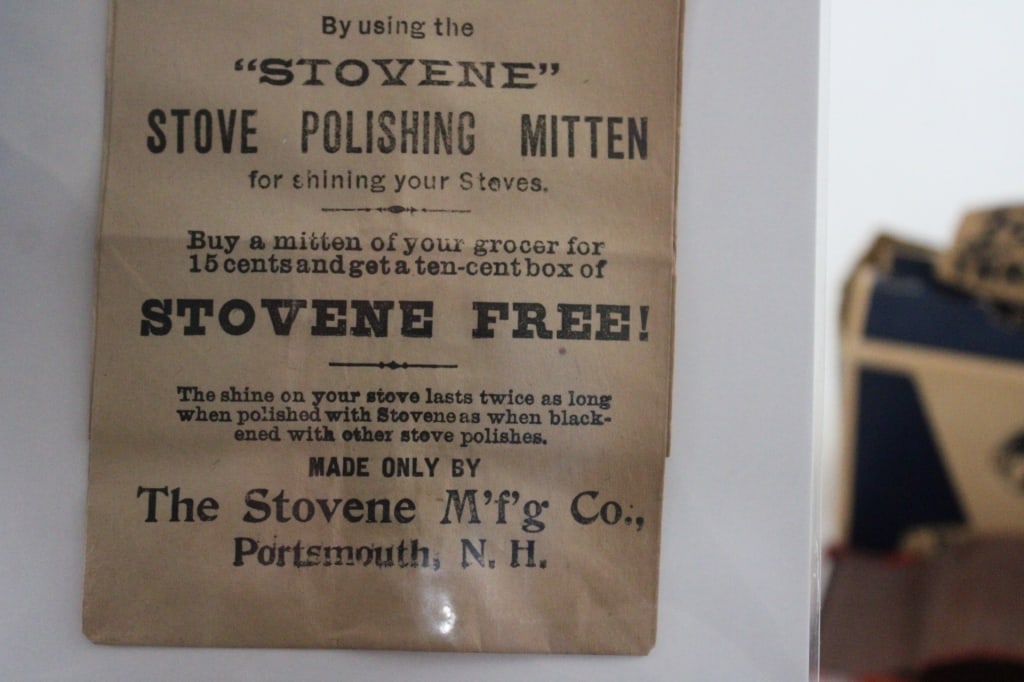 By using the
"STOVENE"
STOVE POLISHING MITTEN
for shining your Stoves.
Buy a mitten of your grocer for
15 cents and get a ten-cent box of
STOVENE FREE!
The shine on your stove lasts twice as long
when polished with Stovene as when black-
ened with other stove polishes.
MADE ONLY BY
The Stovene M'f'g Co.,
Portsmouth, N. H.